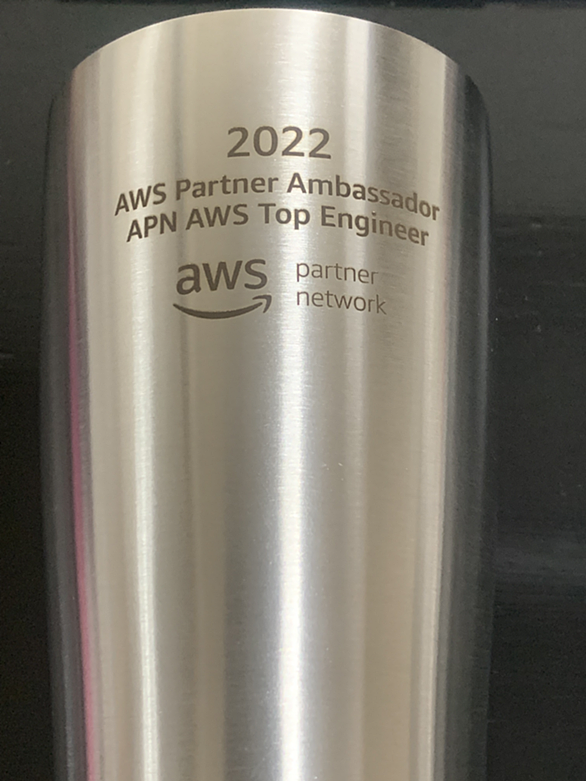 2022
AWS Partner Ambassador
APN AWS Top Engineer
aws partner
network